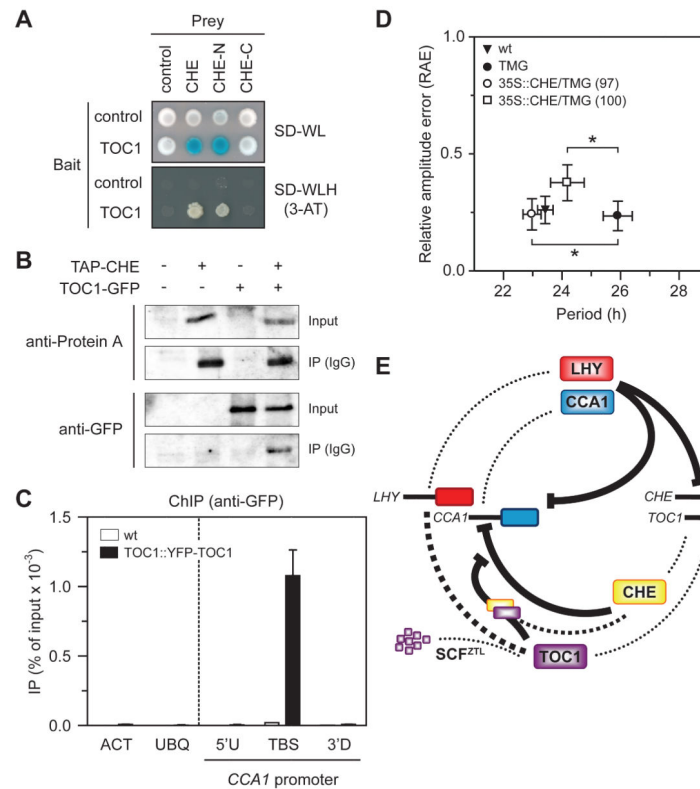 A
Prey
control
CHE
CHE-N
CHE-C
control
TOC1
SD-WL
Bait
control
TOC1
SD-WLH
(3-AT)
B
TAP-CHE - + - +
TOC1-GFP - - + +
anti-Protein A
Input
IP (IgG)
anti-GFP
Input
IP (IgG)
C
ChIP (anti-GFP)
wt
TOC1::YFP-TOC1
IP (% of input x 10-3)
1.5
1.0
0.5
0.0
ACT UBQ 5'U TBS 3'D
CCA1 promoter
D
Relative amplitude error (RAE)
1.0
0.5
0.0
wt
TMG
35S::CHE/TMG (97)
35S::CHE/TMG (100)
*
*
22 24 26 28
Period (h)
E
LHY
CCA1
LHY
CCA1
CHE
TOC1
CHE
SCFZTL
TOC1